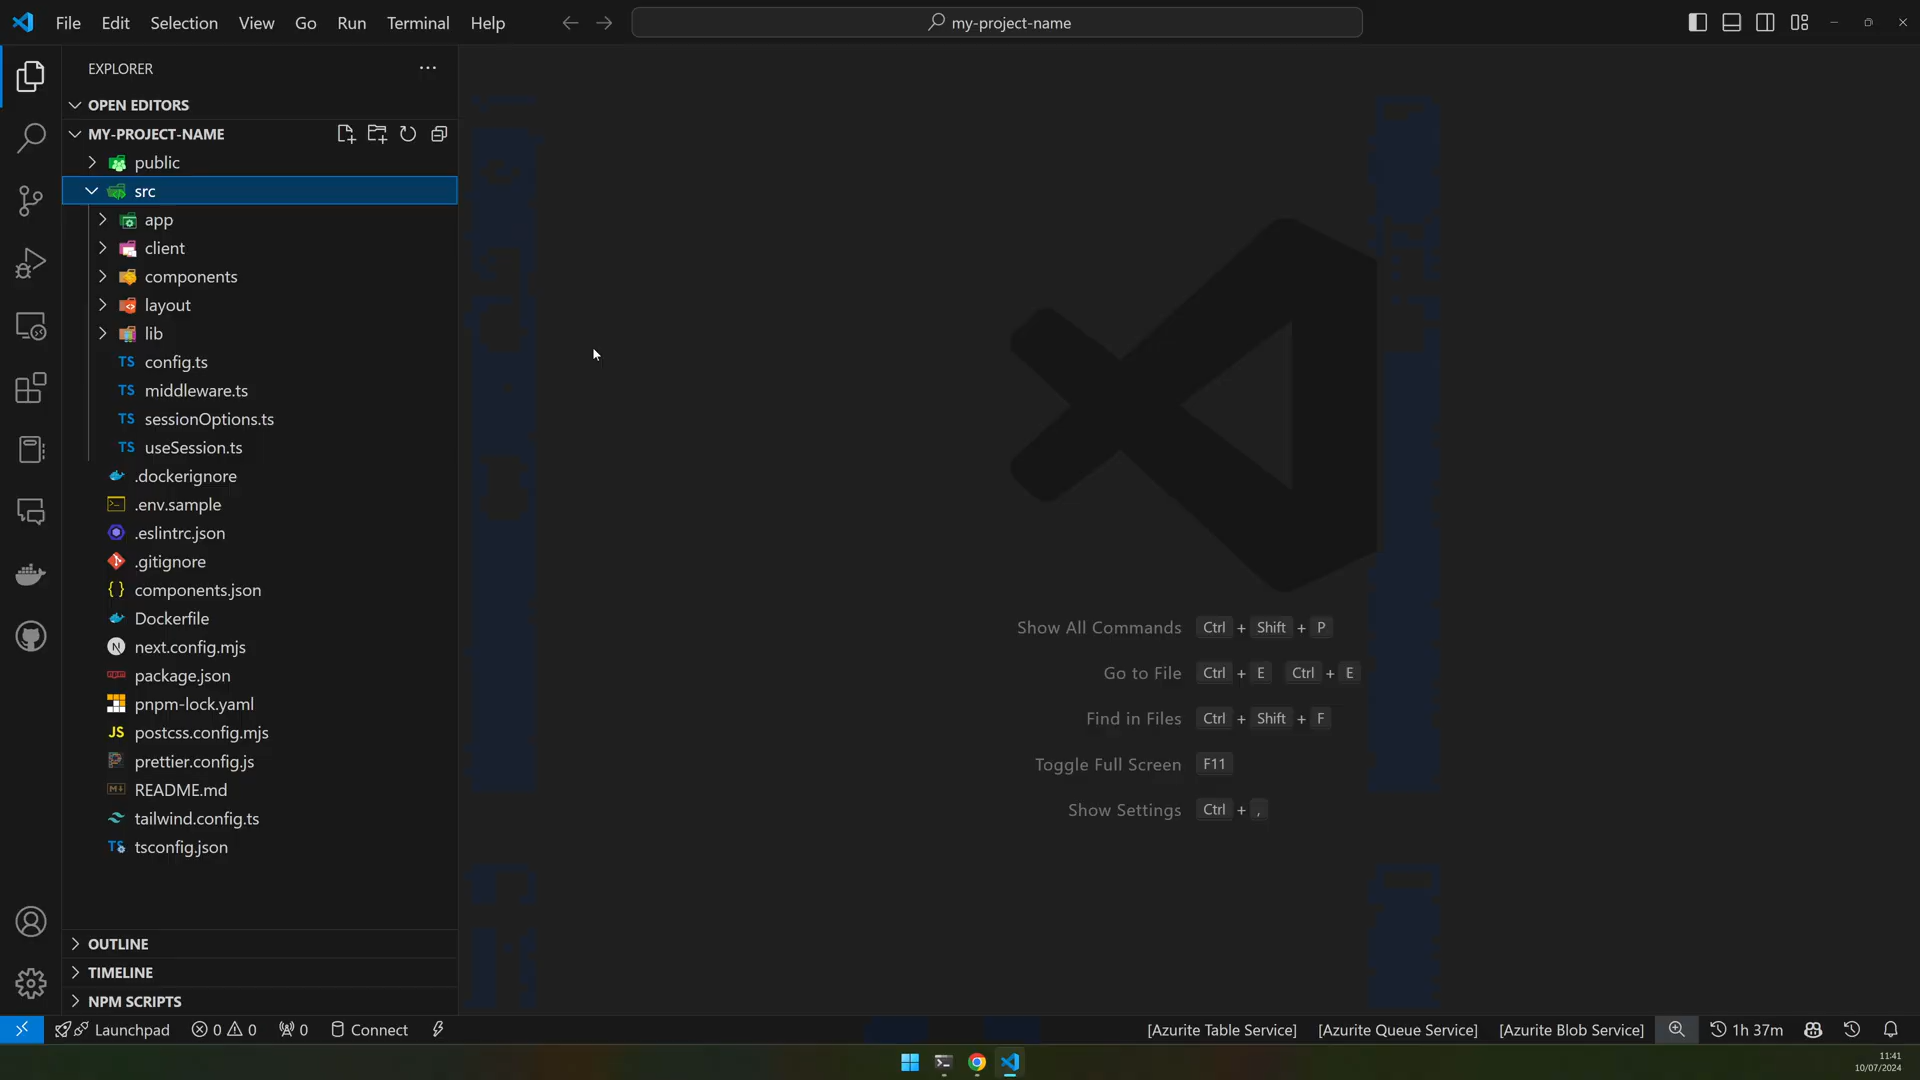 File Edit Selection View Go Run Terminal Help
my-project-name
EXPLORER
OPEN EDITORS
MY-PROJECT-NAME
public
src
app
client
components
layout
lib
TS config.ts
TS middleware.ts
TS sessionOptions.ts
TS useSession.ts
.dockerignore
.env.sample
.eslintrc.json
.gitignore
{ } components.json
Dockerfile
N next.config.mjs
package.json
pnpm-lock.yaml
JS postcss.config.mjs
prettier.config.js
README.md
tailwind.config.ts
TS tsconfig.json
OUTLINE
TIMELINE
NPM SCRIPTS
Show All Commands Ctrl + Shift + P
Go to File Ctrl + E Ctrl + E
Find in Files Ctrl + Shift + F
Toggle Full Screen F11
Show Settings Ctrl + ,
Launchpad 0 0 0 Connect [Azurite Table Service] [Azurite Queue Service] [Azurite Blob Service] 1h 37m
11:41
10/07/2024